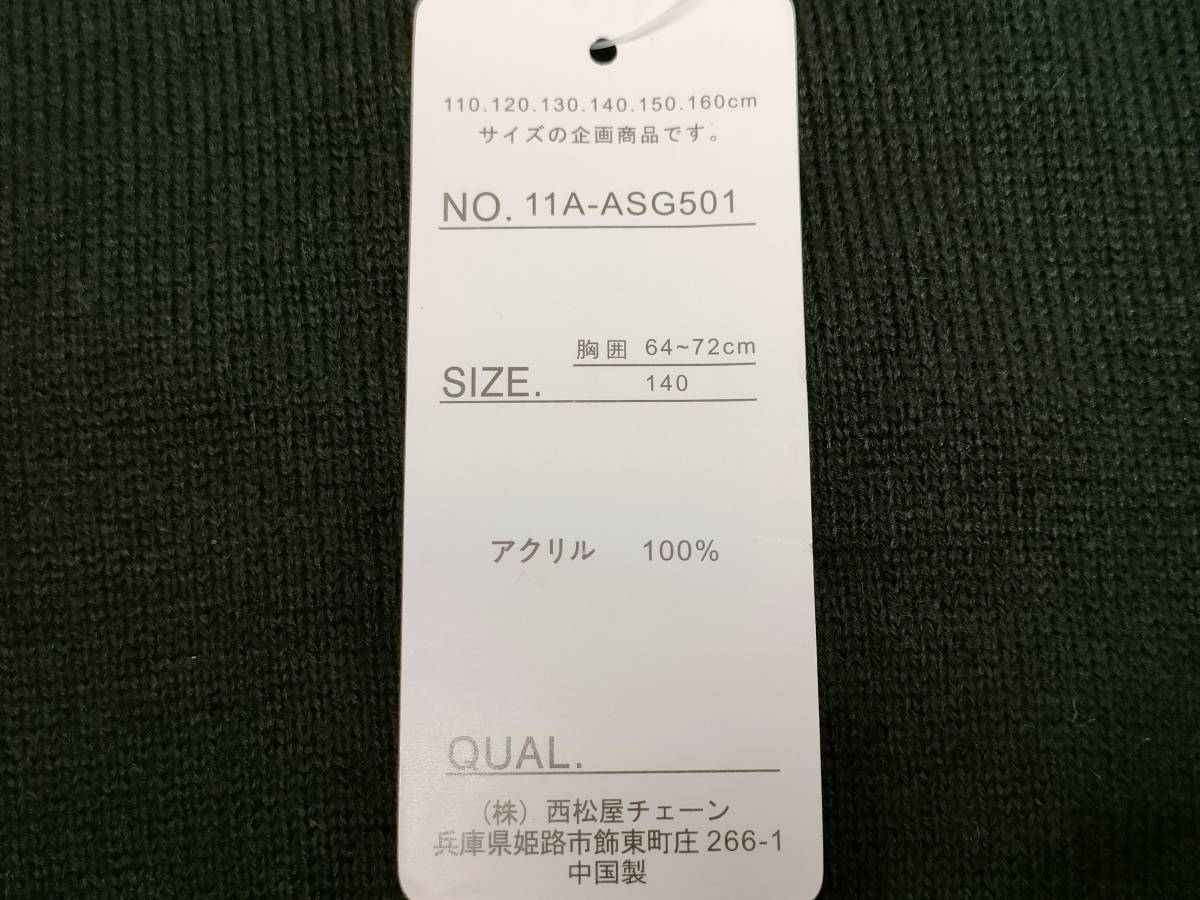 110.120.130.140.150.160cm
サイズの企画商品です。
NO. 11A-ASG501
胸囲 64~72cm
SIZE. 140
アクリル 100%
QUAL.
（株）西松屋チェーン
兵庫県姫路市飾東町庄 266-1
中国製